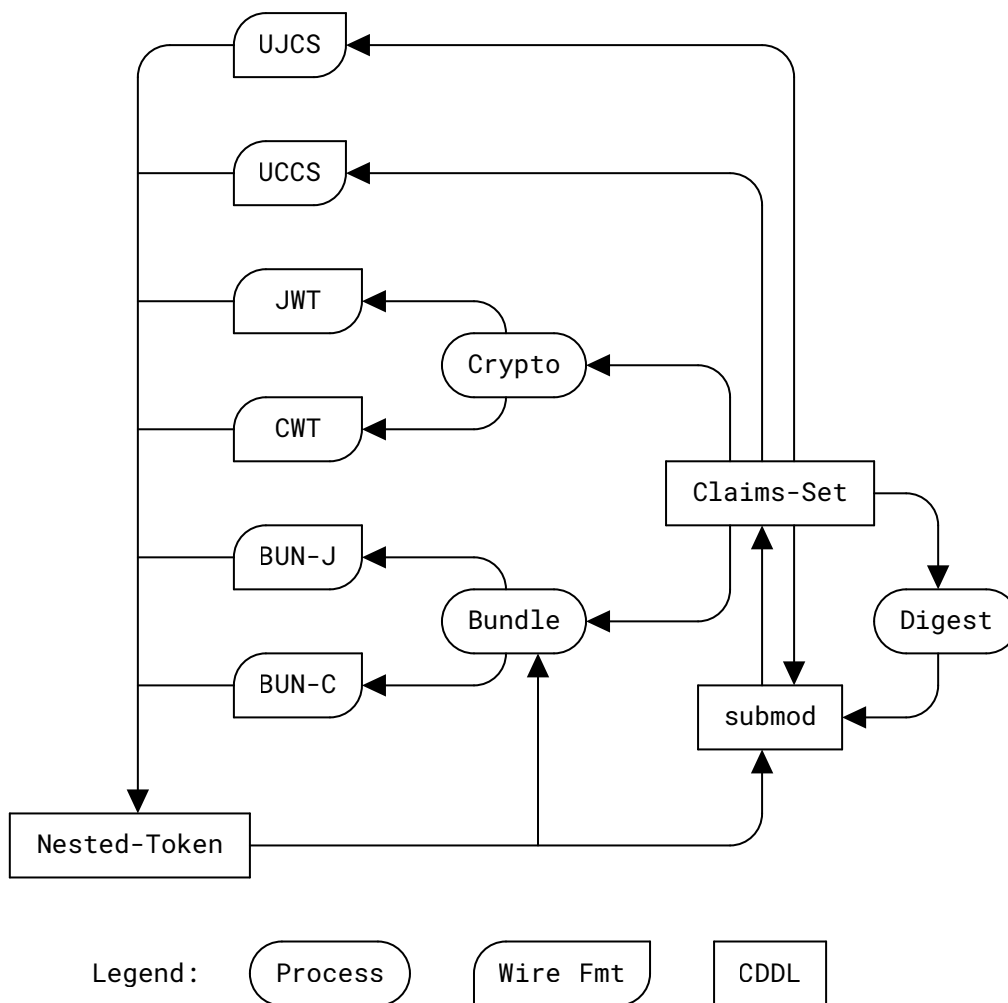 UJCS
UCCS
JWT
Crypto
CWT
Claims-Set
BUN-J
Bundle
Digest
BUN-C
submod
Nested-Token
Legend: Process Wire Fmt CDDL